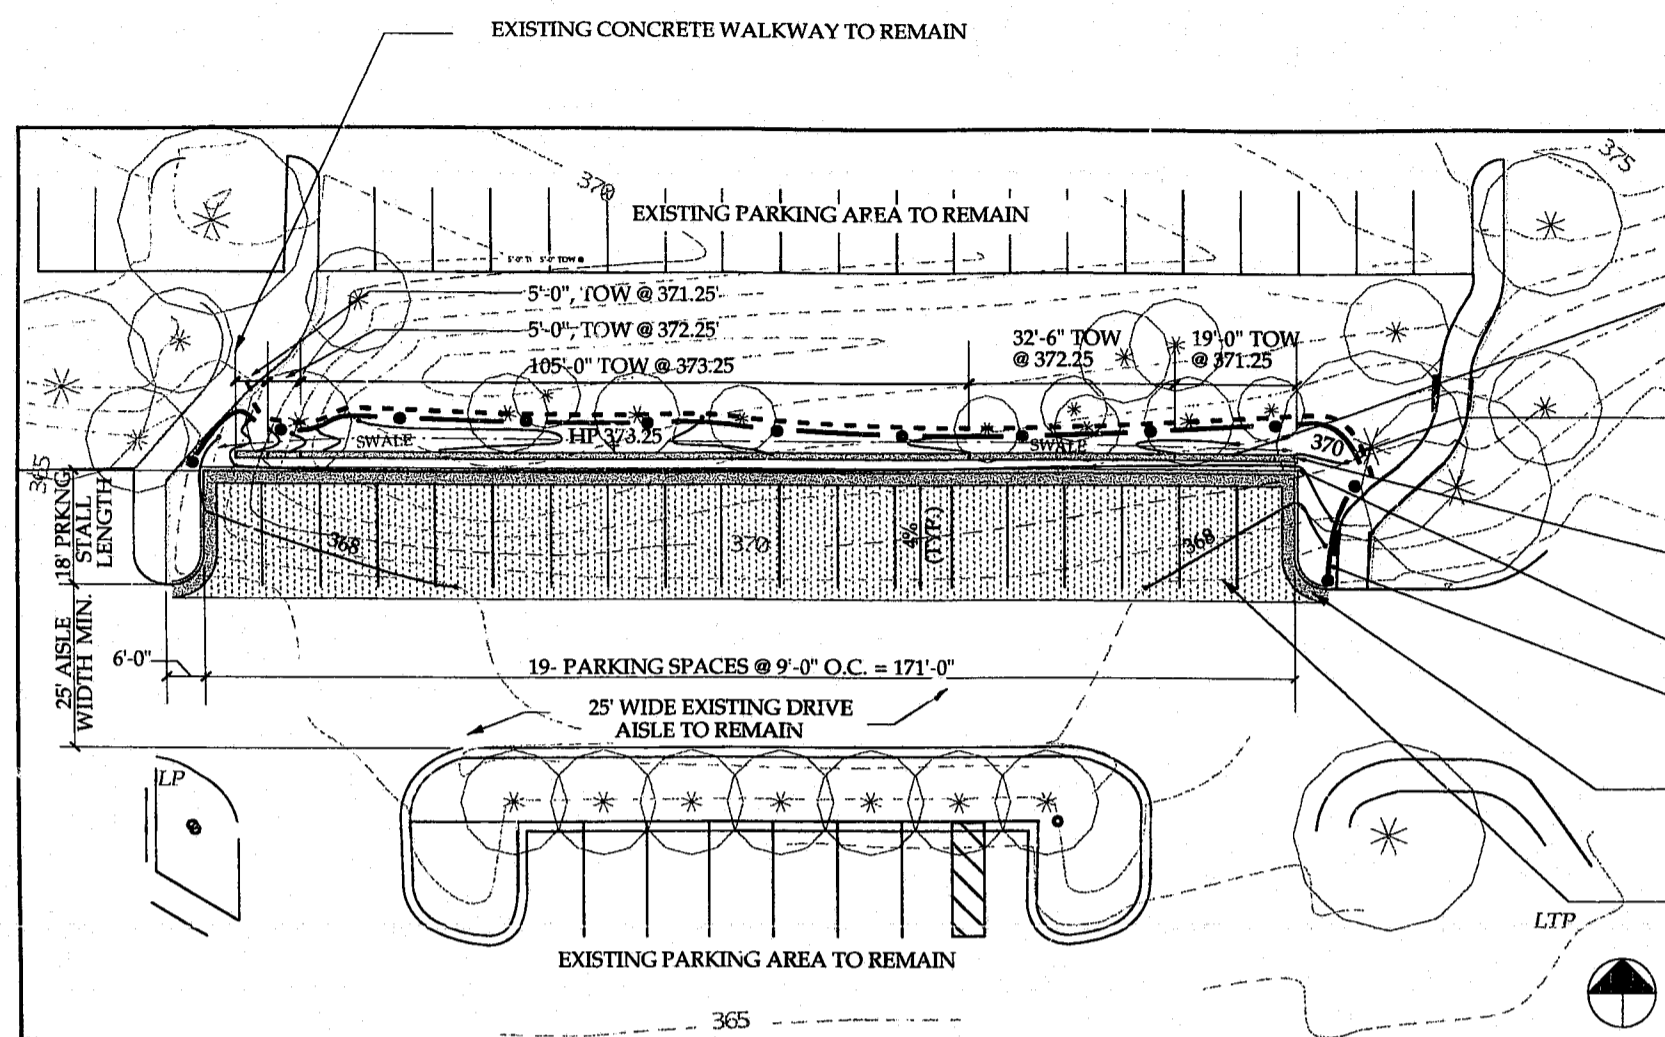 EXISTING CONCRETE WALKWAY TO REMAIN
375
370
EXISTING PARKING AREA TO REMAIN
5'-0", TOW @ 371.25'
5'-0", TOW @ 372.25'
105'-0" TOW @ 373.25
32'-6" TOW
@ 372.25
19'-0" TOW
@ 371.25
SWALE
HP 373.25
SWALE
370
365
18' PARKNG
STALL
LENGTH
368
370
4%
(TYP.)
368
25' AISLE
WIDTH MIN.
6'-0"
19- PARKING SPACES @ 9'-0" O.C. = 171'-0"
25' WIDE EXISTING DRIVE
AISLE TO REMAIN
LP
LTP
EXISTING PARKING AREA TO REMAIN
365